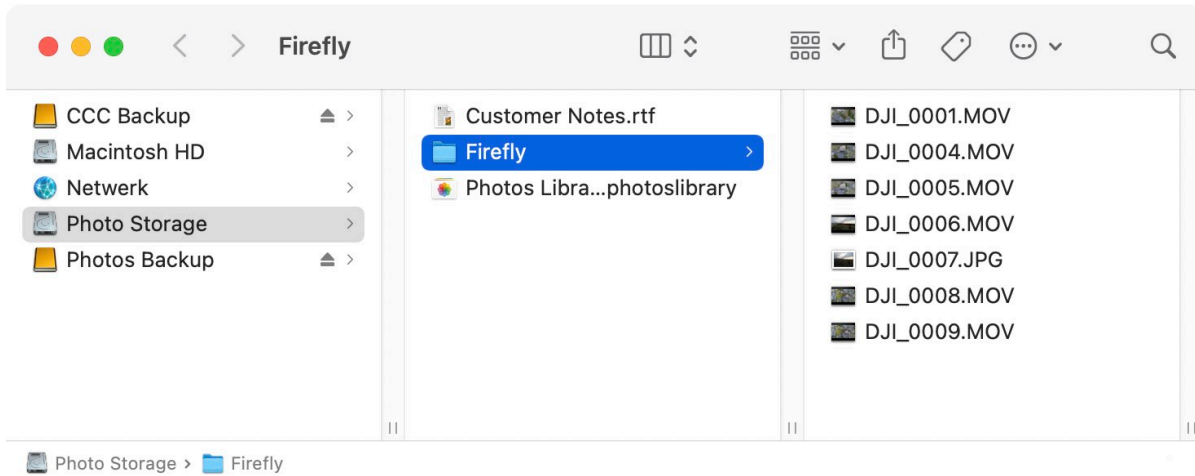 Firefly
CCC Backup
Macintosh HD
Netwerk
Photo Storage
Photos Backup
Customer Notes.rtf
Firefly
Photos Libra...photoslibrary
DJI_0001.MOV
DJI_0004.MOV
DJI_0005.MOV
DJI_0006.MOV
DJI_0007.JPG
DJI_0008.MOV
DJI_0009.MOV
Photo Storage › Firefly